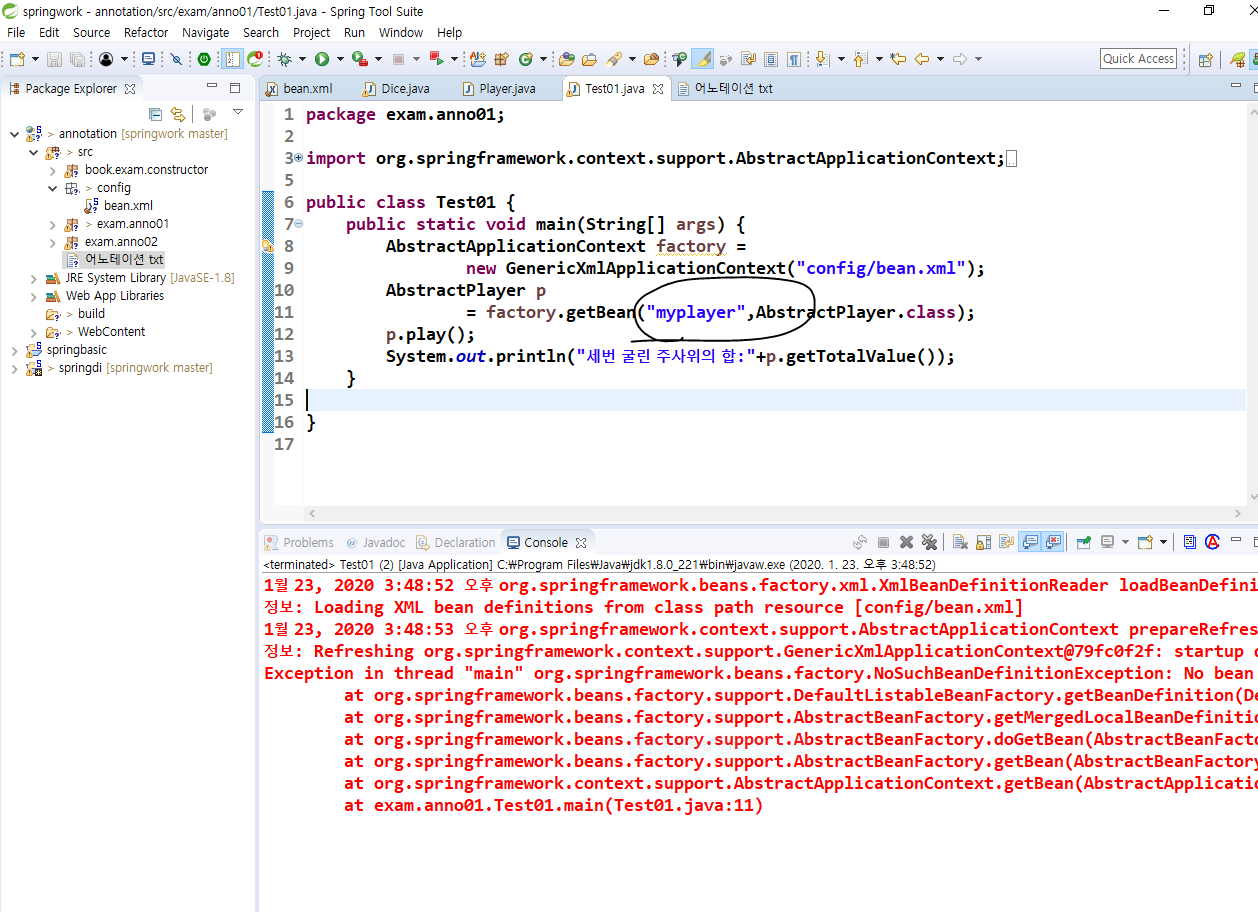 springwork - annotation/src/exam/anno01/Test01.java - Spring Tool Suite
File Edit Source Refactor Navigate Search Project Run Window Help
Quick Access
Package Explorer
bean.xml Dice.java Player.java Test01.java 어노테이션 txt
> annotation [springwork master]
> src
book.exam.constructor
> config
bean.xml
> exam.anno01
exam.anno02
어노테이션 txt
JRE System Library [JavaSE-1.8]
Web App Libraries
> build
> WebContent
springbasic
> springdi [springwork master]
1 package exam.anno01;
2
3 import org.springframework.context.support.AbstractApplicationContext;
5
6 public class Test01 {
7 public static void main(String[] args) {
8 AbstractApplicationContext factory =
9 new GenericXmlApplicationContext("config/bean.xml");
10 AbstractPlayer p
11 = factory.getBean("myplayer",AbstractPlayer.class);
12 p.play();
13 System.out.println("세번 굴린 주사위의 합:"+p.getTotalValue());
14 }
15
16 }
17
Problems @ Javadoc Declaration Console
<terminated> Test01 (2) [Java Application] C:₩Program Files₩Java₩jdk1.8.0_221₩bin₩javaw.exe (2020. 1. 23. 오후 3:48:52)
1월 23, 2020 3:48:52 오후 org.springframework.beans.factory.xml.XmlBeanDefinitionReader loadBeanDefini
정보: Loading XML bean definitions from class path resource [config/bean.xml]
1월 23, 2020 3:48:53 오후 org.springframework.context.support.AbstractApplicationContext prepareRefres
정보: Refreshing org.springframework.context.support.GenericXmlApplicationContext@79fc0f2f: startup
Exception in thread "main" org.springframework.beans.factory.NoSuchBeanDefinitionException: No bean
at org.springframework.beans.factory.support.DefaultListableBeanFactory.getBeanDefinition(De
at org.springframework.beans.factory.support.AbstractBeanFactory.getMergedLocalBeanDefinitio
at org.springframework.beans.factory.support.AbstractBeanFactory.doGetBean(AbstractBeanFacto
at org.springframework.beans.factory.support.AbstractBeanFactory.getBean(AbstractBeanFactory
at org.springframework.context.support.AbstractApplicationContext.getBean(AbstractApplicatio
at exam.anno01.Test01.main(Test01.java:11)